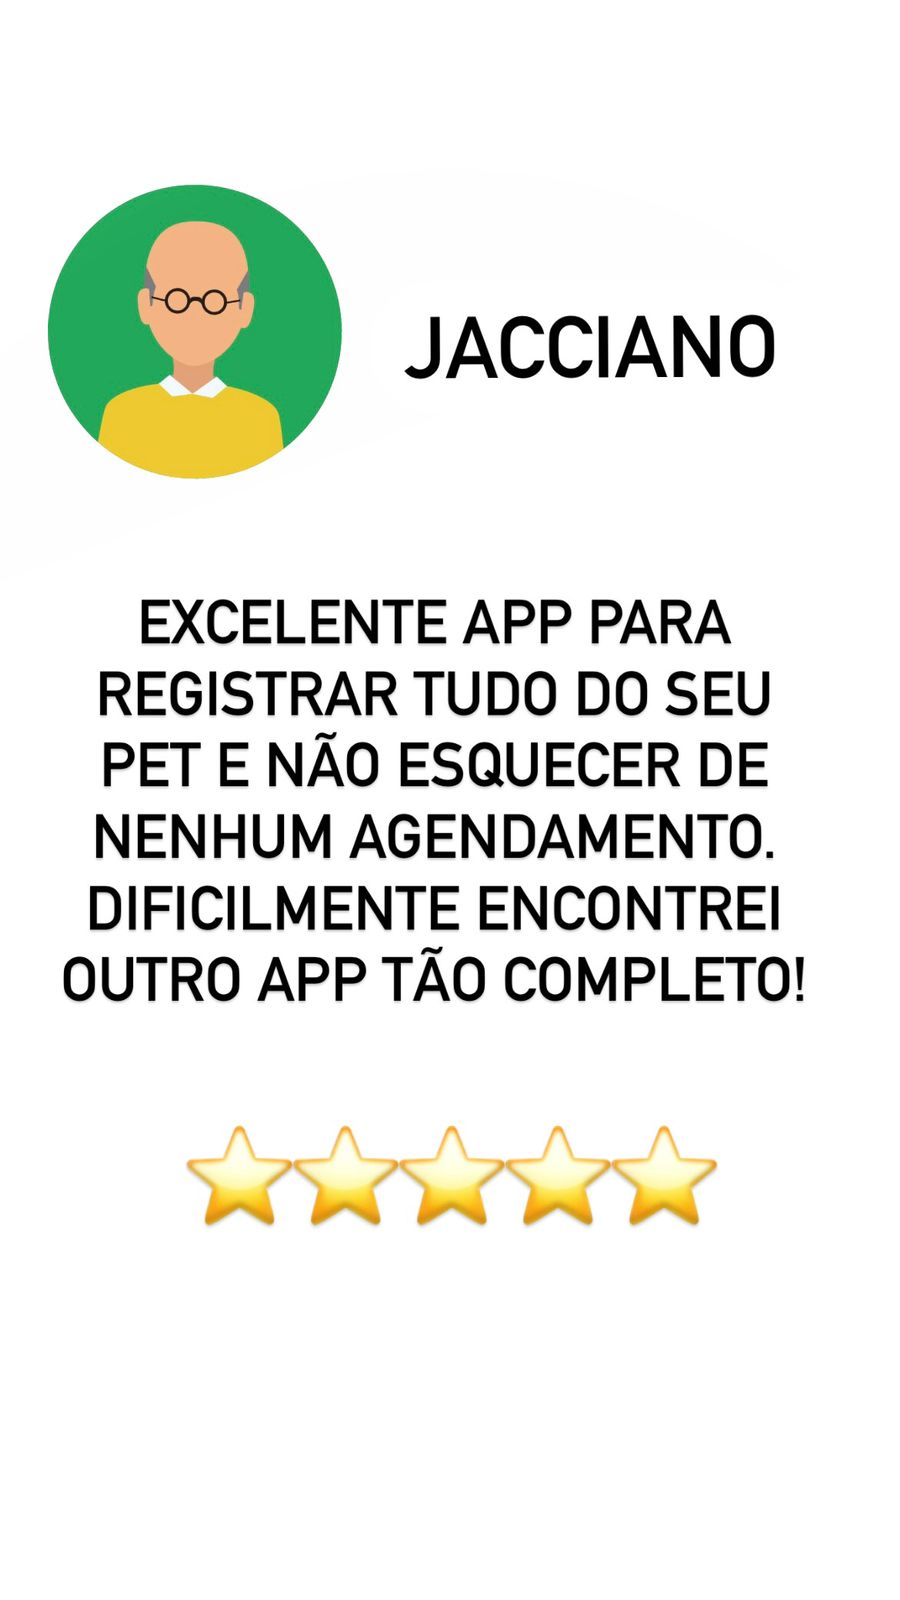 JACCIANO
EXCELENTE APP PARA
REGISTRAR TUDO DO SEU
PET E NÃO ESQUECER DE
NENHUM AGENDAMENTO.
DIFICILMENTE ENCONTREI
OUTRO APP TÃO COMPLETO!